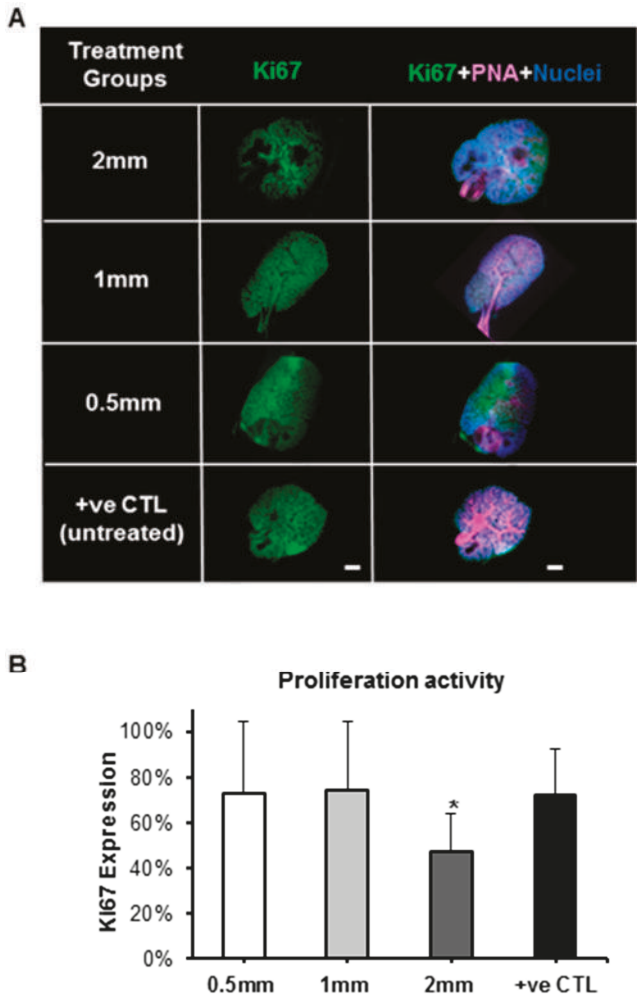 A
Treatment
Groups
Ki67
Ki67+PNA+Nuclei
2mm
1mm
0.5mm
+ve CTL
(untreated)
B
Proliferation activity
Ki67 Expression
100%
80%
60%
40%
20%
0%
*
0.5mm
1mm
2mm
+ve CTL